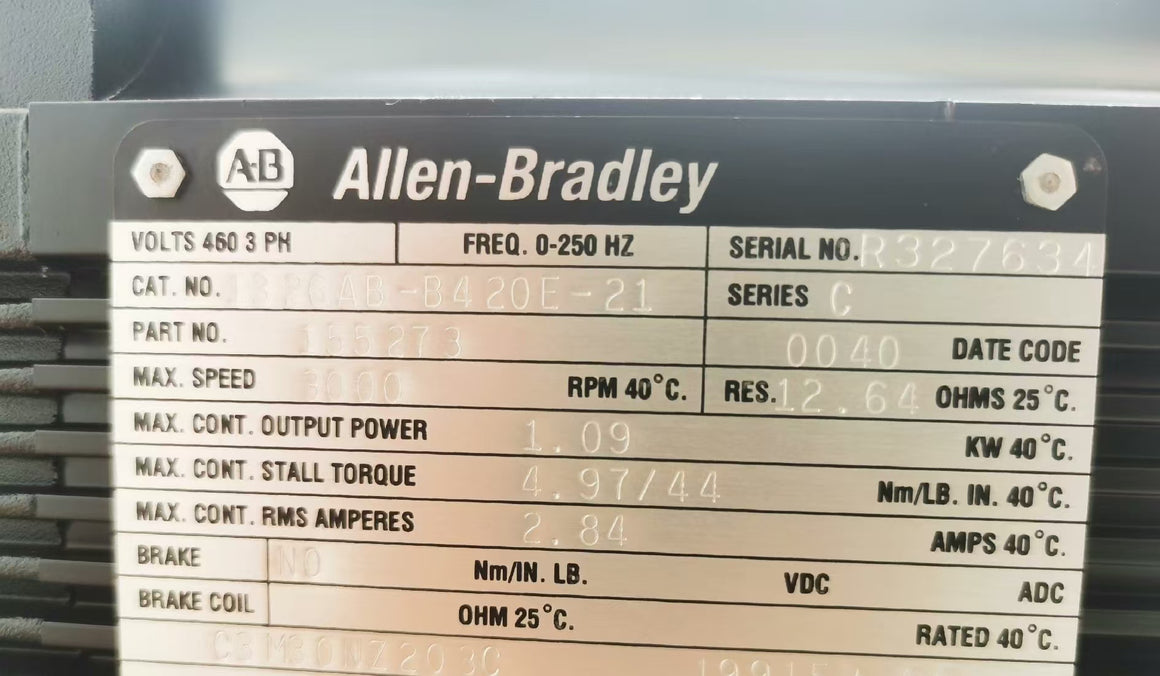 A-B Allen-Bradley
VOLTS 460 3 PH FREQ. 0-250 HZ SERIAL NO. R327634
CAT. NO. 1326AB-B420E-21 SERIES C
PART NO. 155273 0040 DATE CODE
MAX. SPEED 3000 RPM 40°C. RES. 12.64 OHMS 25°C.
MAX. CONT. OUTPUT POWER 1.09 KW 40°C.
MAX. CONT. STALL TORQUE 4.97/44 Nm/LB. IN. 40°C.
MAX. CONT. RMS AMPERES 2.84 AMPS 40°C.
BRAKE NO Nm/IN. LB. VDC ADC
BRAKE COIL OHM 25°C. RATED 40°C.